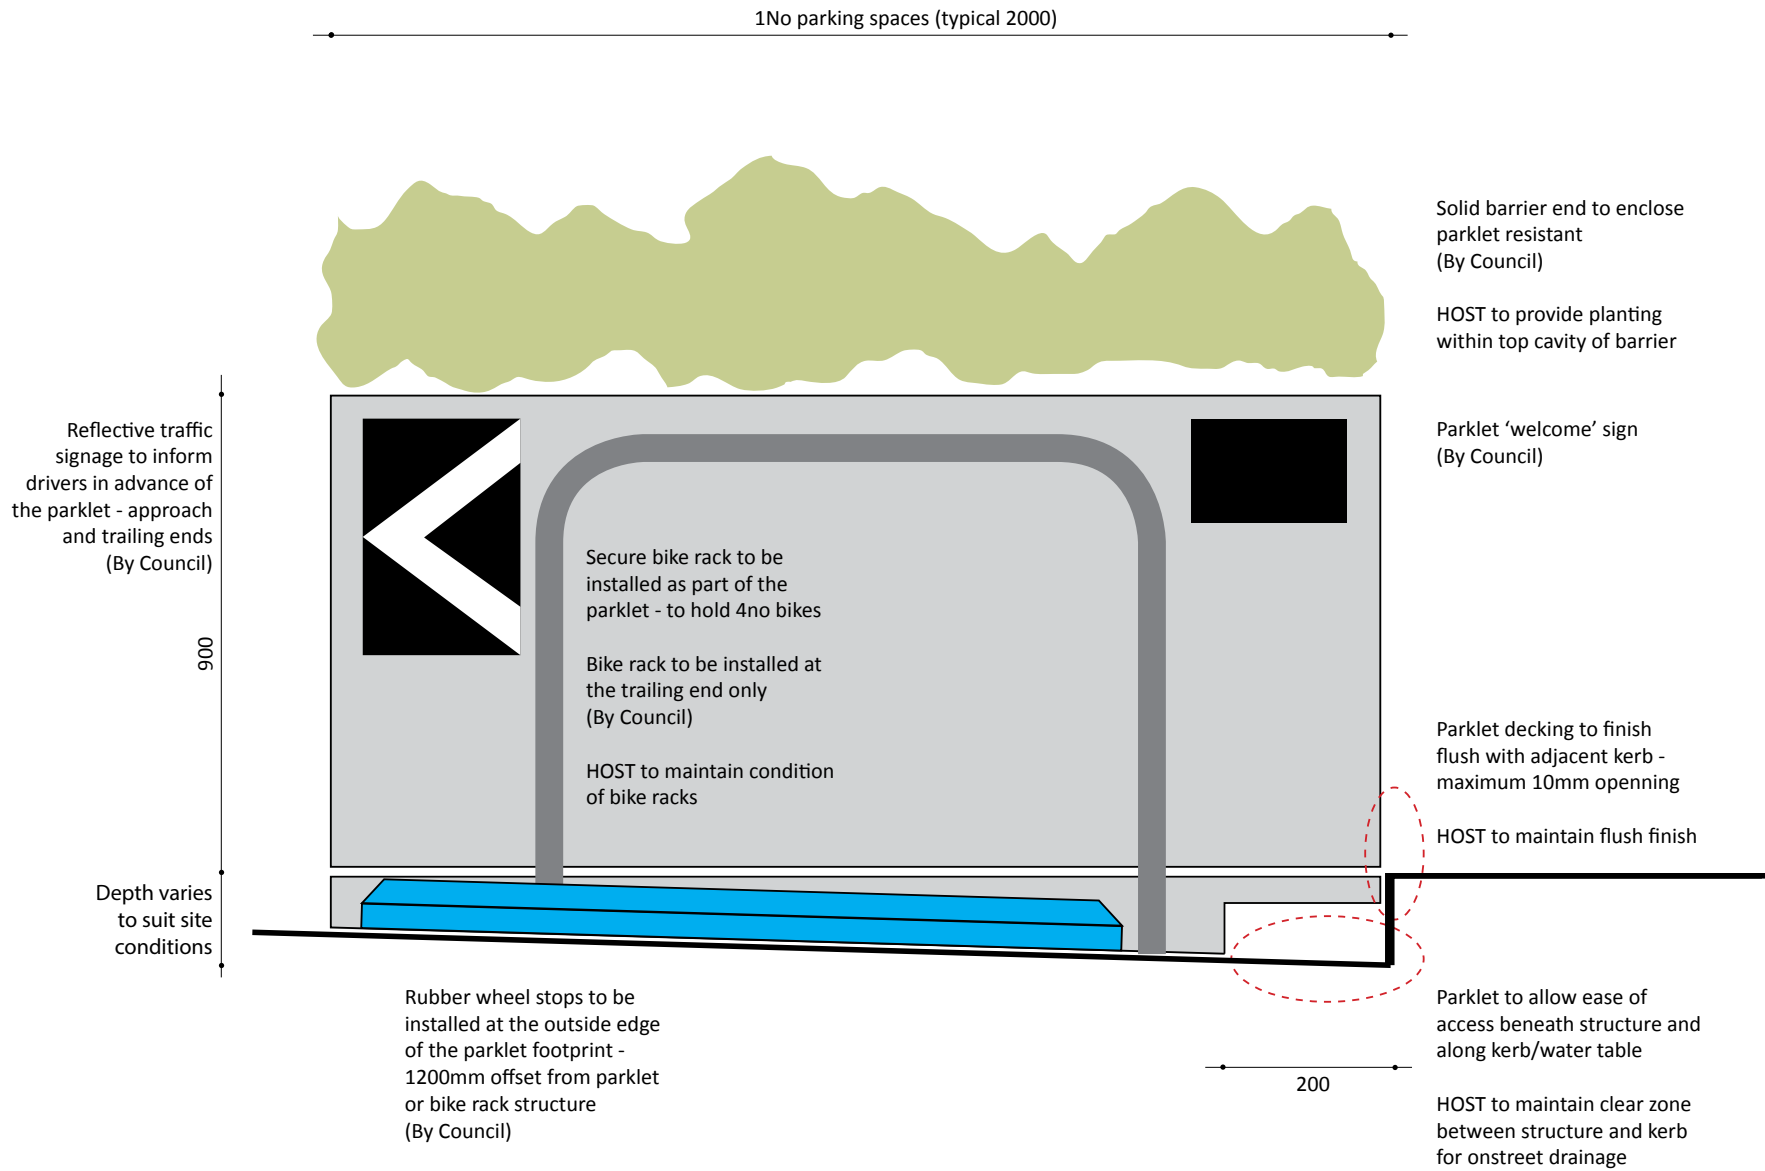 1No parking spaces (typical 2000)
Solid barrier end to enclose
parklet resistant
(By Council)
HOST to provide planting
within top cavity of barrier
Reflective traffic
signage to inform
drivers in advance of
the parklet - approach
and trailing ends
(By Council)
Parklet ‘welcome’ sign
(By Council)
900
Secure bike rack to be
installed as part of the
parklet - to hold 4no bikes
Bike rack to be installed at
the trailing end only
(By Council)
HOST to maintain condition
of bike racks
Parklet decking to finish
flush with adjacent kerb -
maximum 10mm openning
HOST to maintain flush finish
Depth varies
to suit site
conditions
Rubber wheel stops to be
installed at the outside edge
of the parklet footprint -
1200mm offset from parklet
or bike rack structure
(By Council)
Parklet to allow ease of
access beneath structure and
along kerb/water table
200
HOST to maintain clear zone
between structure and kerb
for onstreet drainage